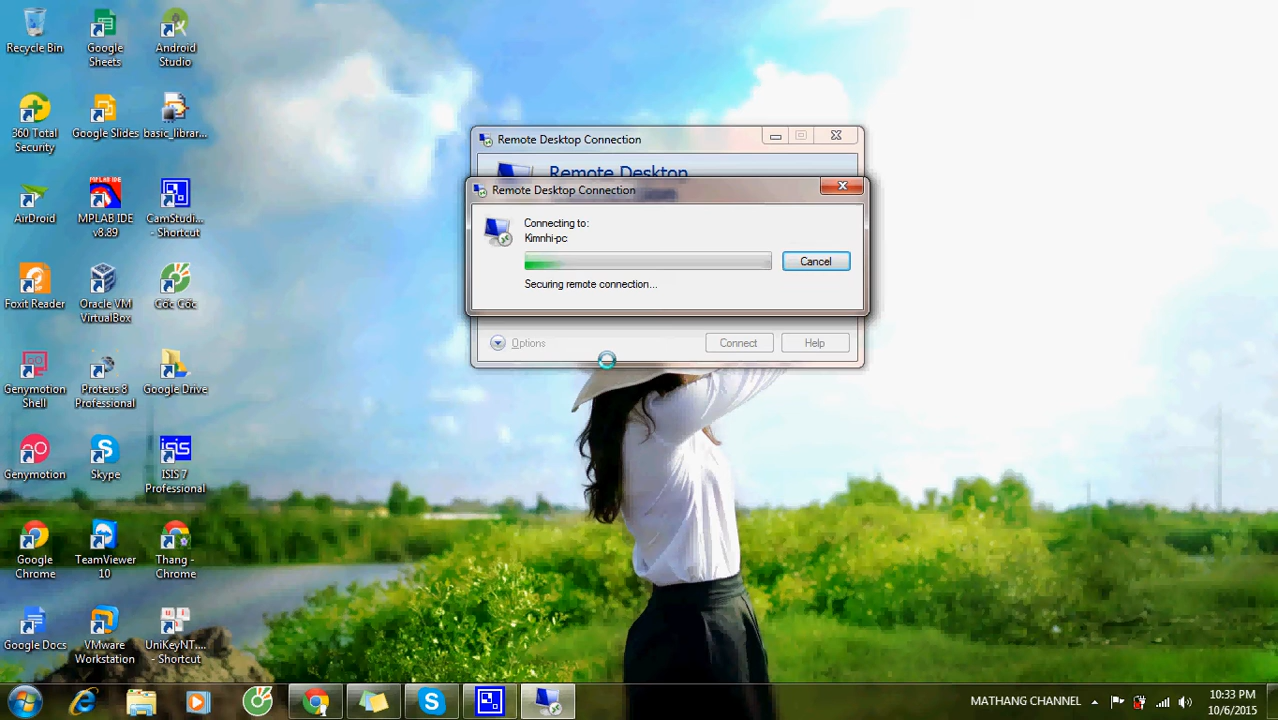 Recycle Bin
Google
Sheets
Android
Studio
360 Total
Security
Google Slides
basic_librar...
AirDroid
MPLAB IDE
MPLAB IDE
v8.89
CamStudi...
- Shortcut
Foxit Reader
Oracle VM
VirtualBox
Cốc Cốc
Genymotion
Shell
Proteus 8
Professional
Google Drive
Genymotion
Skype
isis
ISIS 7
Professional
Google
Chrome
TeamViewer
10
Thang -
Chrome
Google Docs
VMware
Workstation
UniKeyNT....
- Shortcut
Remote Desktop Connection
Remote Desktop
Remote Desktop Connection
Connecting to:
Kimnhi-pc
Cancel
Securing remote connection...
Options
Connect
Help
MATHANG CHANNEL
10:33 PM
10/6/2015